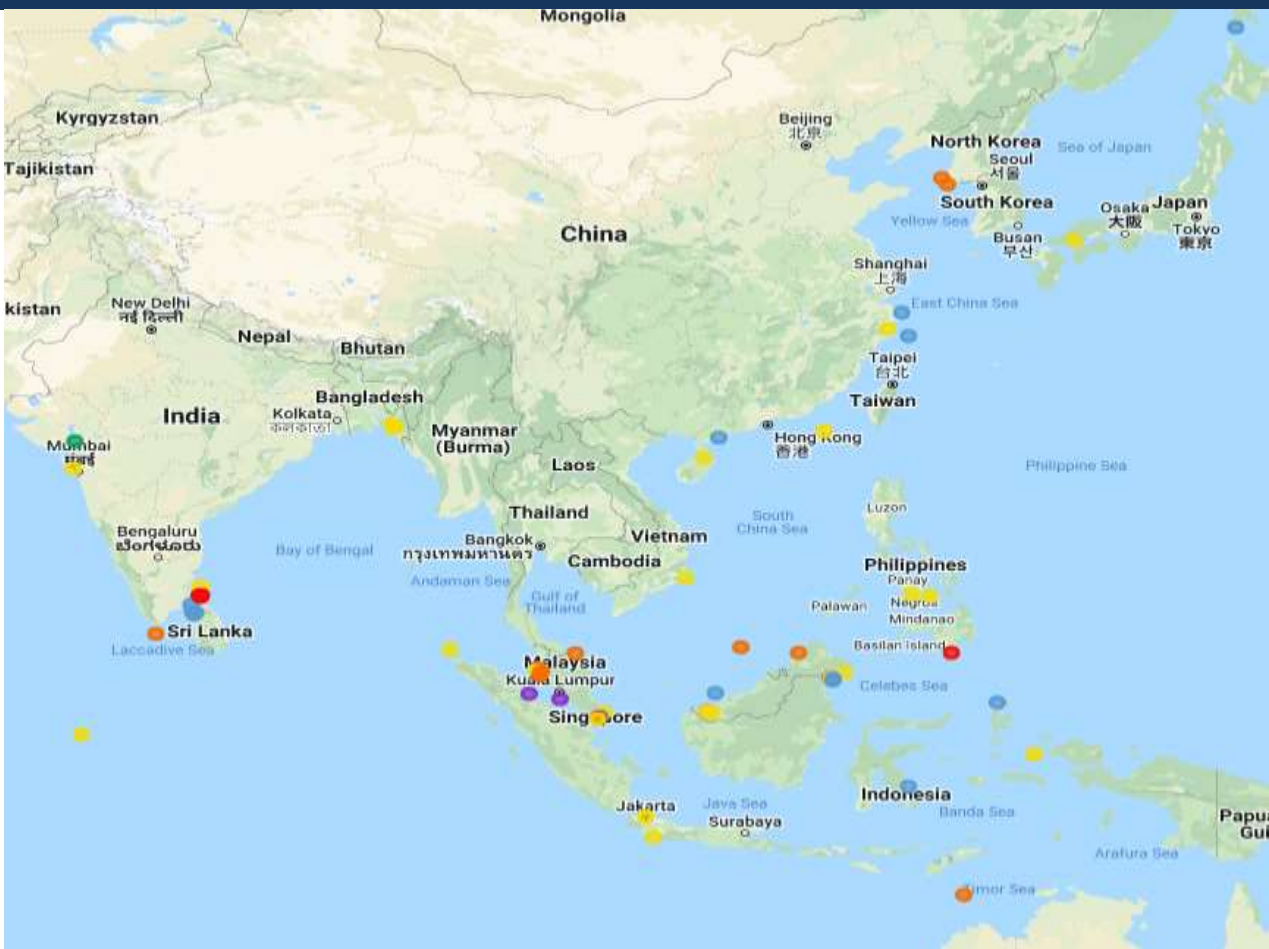 Mongolia
Kyrgyzstan
Beijing
北京
North Korea
Sea of Japan
Seoul
서울
Tajikistan
South Korea
Osaka
大阪
Japan
Yellow Sea
Busan
부산
Tokyo
東京
China
Shanghai
上海
East China Sea
kistan
New Delhi
नई दिल्ली
Nepal
Bhutan
Taipei
台北
Taiwan
Bangladesh
India
Kolkata
কলকাতা
Myanmar
(Burma)
Hong Kong
香港
Mumbai
मुंबई
Laos
Philippine Sea
Luzon
Thailand
South
China Sea
Bengaluru
ಬೆಂಗಳೂರು
Bay of Bengal
Bangkok
กรุงเทพมหานคร
Vietnam
Cambodia
Philippines
Panay
Andaman Sea
Gulf of
Thailand
Palawan
Negros
Mindanao
Sri Lanka
Laccadive Sea
Basilan Island
Malaysia
Kuala Lumpur
Celebes Sea
Singapore
Indonesia
Jakarta
Java Sea
Surabaya
Banda Sea
Papua
Gui
Arafura Sea
Timor Sea